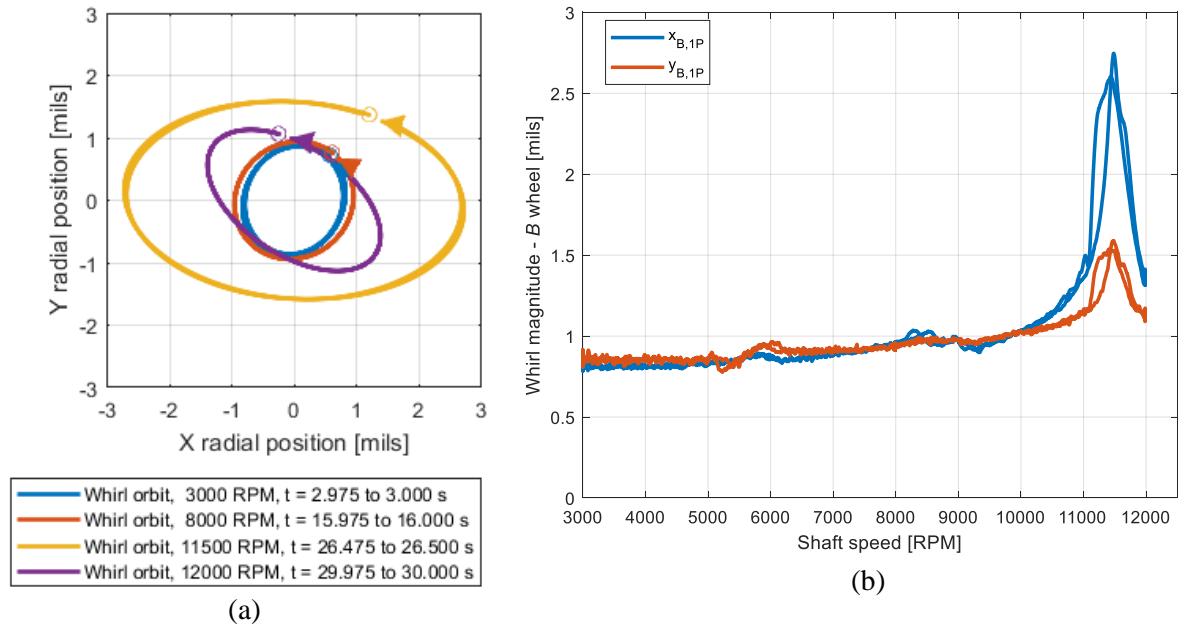 3
2
1
0
-1
-2
-3
-3 -2 -1 0 1 2 3
Y radial position [mils]
X radial position [mils]
Whirl orbit, 3000 RPM, t = 2.975 to 3.000 s
Whirl orbit, 8000 RPM, t = 15.975 to 16.000 s
Whirl orbit, 11500 RPM, t = 26.475 to 26.500 s
Whirl orbit, 12000 RPM, t = 29.975 to 30.000 s
(a)
3
2.5
2
1.5
1
0.5
0
3000 4000 5000 6000 7000 8000 9000 10000 11000 12000
Whirl magnitude - B wheel [mils]
Shaft speed [RPM]
x_B,1P
y_B,1P
(b)